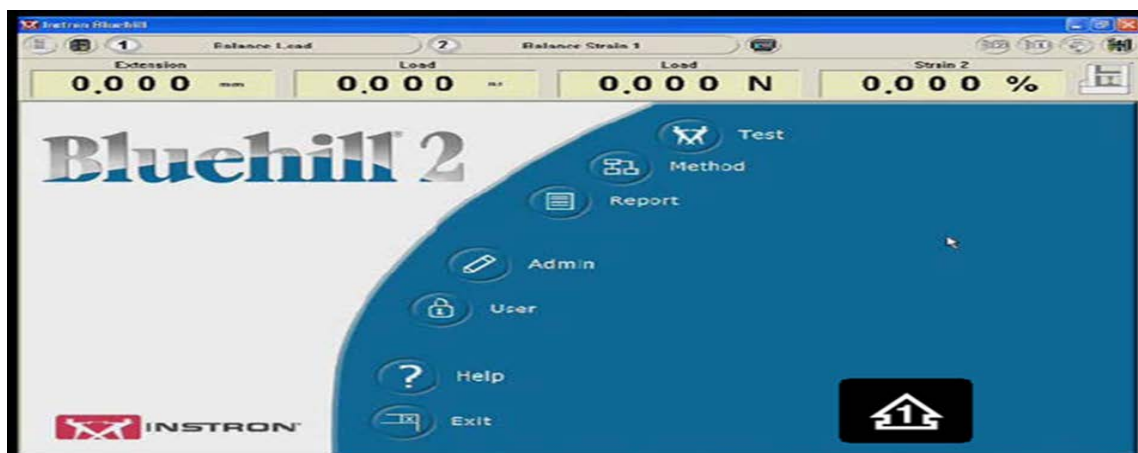 Instron Bluehill
1 Balance Load 2 Balance Strain 1
Extension Load Load Strain 2
0.000 mm 0.000 0.000 N 0.000 %
Bluehill 2
Test
Method
Report
Admin
User
?
Help
Exit
INSTRON
1